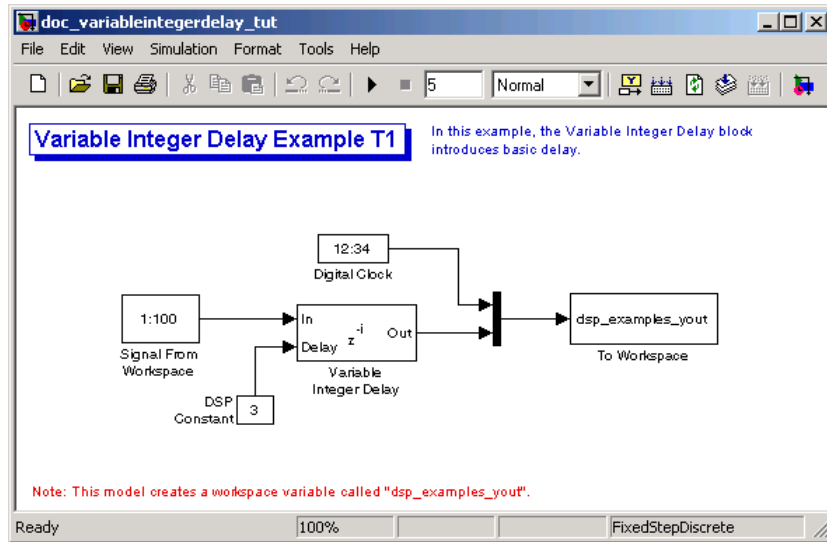 doc_variableintegerdelay_tut
File Edit View Simulation Format Tools Help
5 Normal
Variable Integer Delay Example T1
In this example, the Variable Integer Delay block
introduces basic delay.
12:34
Digital Clock
1:100
Signal From
Workspace
In
Delay
z-i
Out
Variable
Integer Delay
DSP
Constant
3
dsp_examples_yout
To Workspace
Note: This model creates a workspace variable called "dsp_examples_yout".
Ready 100% FixedStepDiscrete